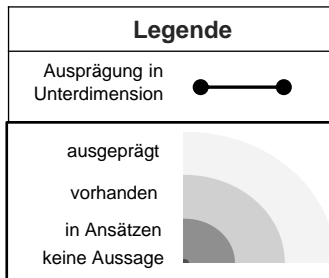 Legende
Ausprägung in
Unterdimension
ausgeprägt
vorhanden
in Ansätzen
keine Aussage